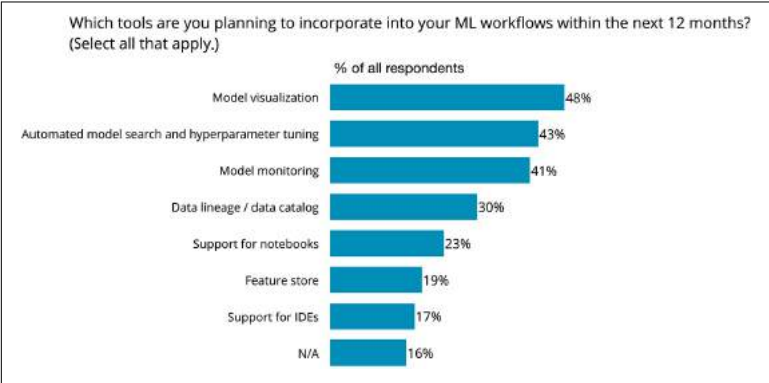 Which tools are you planning to incorporate into your ML workflows within the next 12 months?
(Select all that apply.)
% of all respondents
Model visualization 48%
Automated model search and hyperparameter tuning 43%
Model monitoring 41%
Data lineage / data catalog 30%
Support for notebooks 23%
Feature store 19%
Support for IDEs 17%
N/A 16%